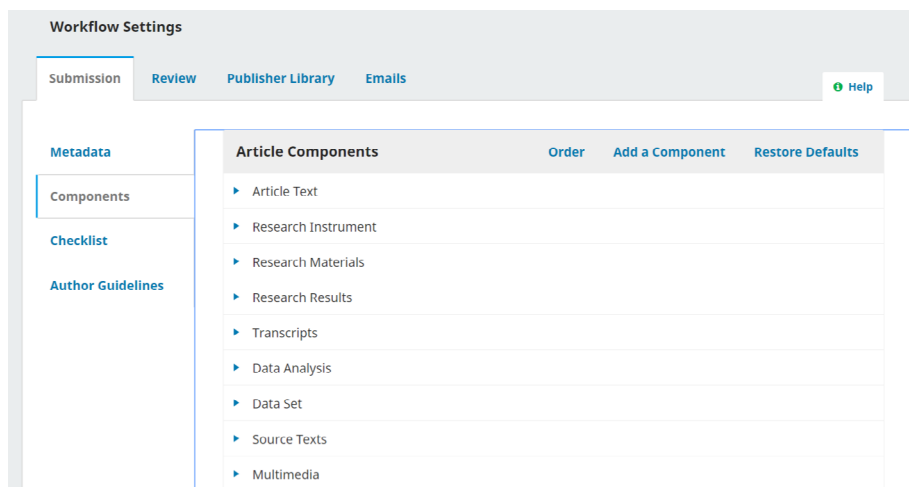 Workflow Settings
Submission Review Publisher Library Emails
Help
Metadata
Components
Checklist
Author Guidelines
Article Components Order Add a Component Restore Defaults
Article Text
Research Instrument
Research Materials
Research Results
Transcripts
Data Analysis
Data Set
Source Texts
Multimedia